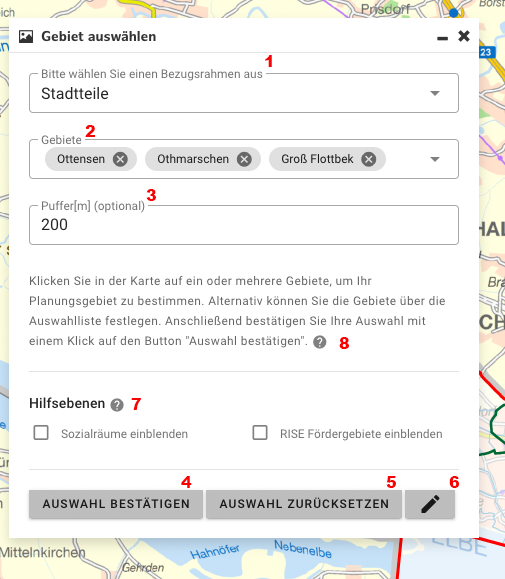 Prisdorf
Gebiet auswählen
23
1
Bitte wählen Sie einen Bezugsrahmen aus
Stadtteile
2
Gebiete
Ottensen Othmarschen Groß Flottbek
3
Puffer[m] (optional)
200
HAL
Klicken Sie in der Karte auf ein oder mehrere Gebiete, um Ihr
Planungsgebiet zu bestimmen. Alternativ können Sie die Gebiete über die
Auswahlliste festlegen. Anschließend bestätigen Sie Ihre Auswahl mit
einem Klick auf den Button "Auswahl bestätigen". ? 8
CH
Hilfsebenen ? 7
Sozialräume einblenden RISE Fördergebiete einblenden
4 5 6
AUSWAHL BESTÄTIGEN AUSWAHL ZURÜCKSETZEN
Mittelnkirchen
Hahnöfer Nebenelbe
ELBE
Gehrden